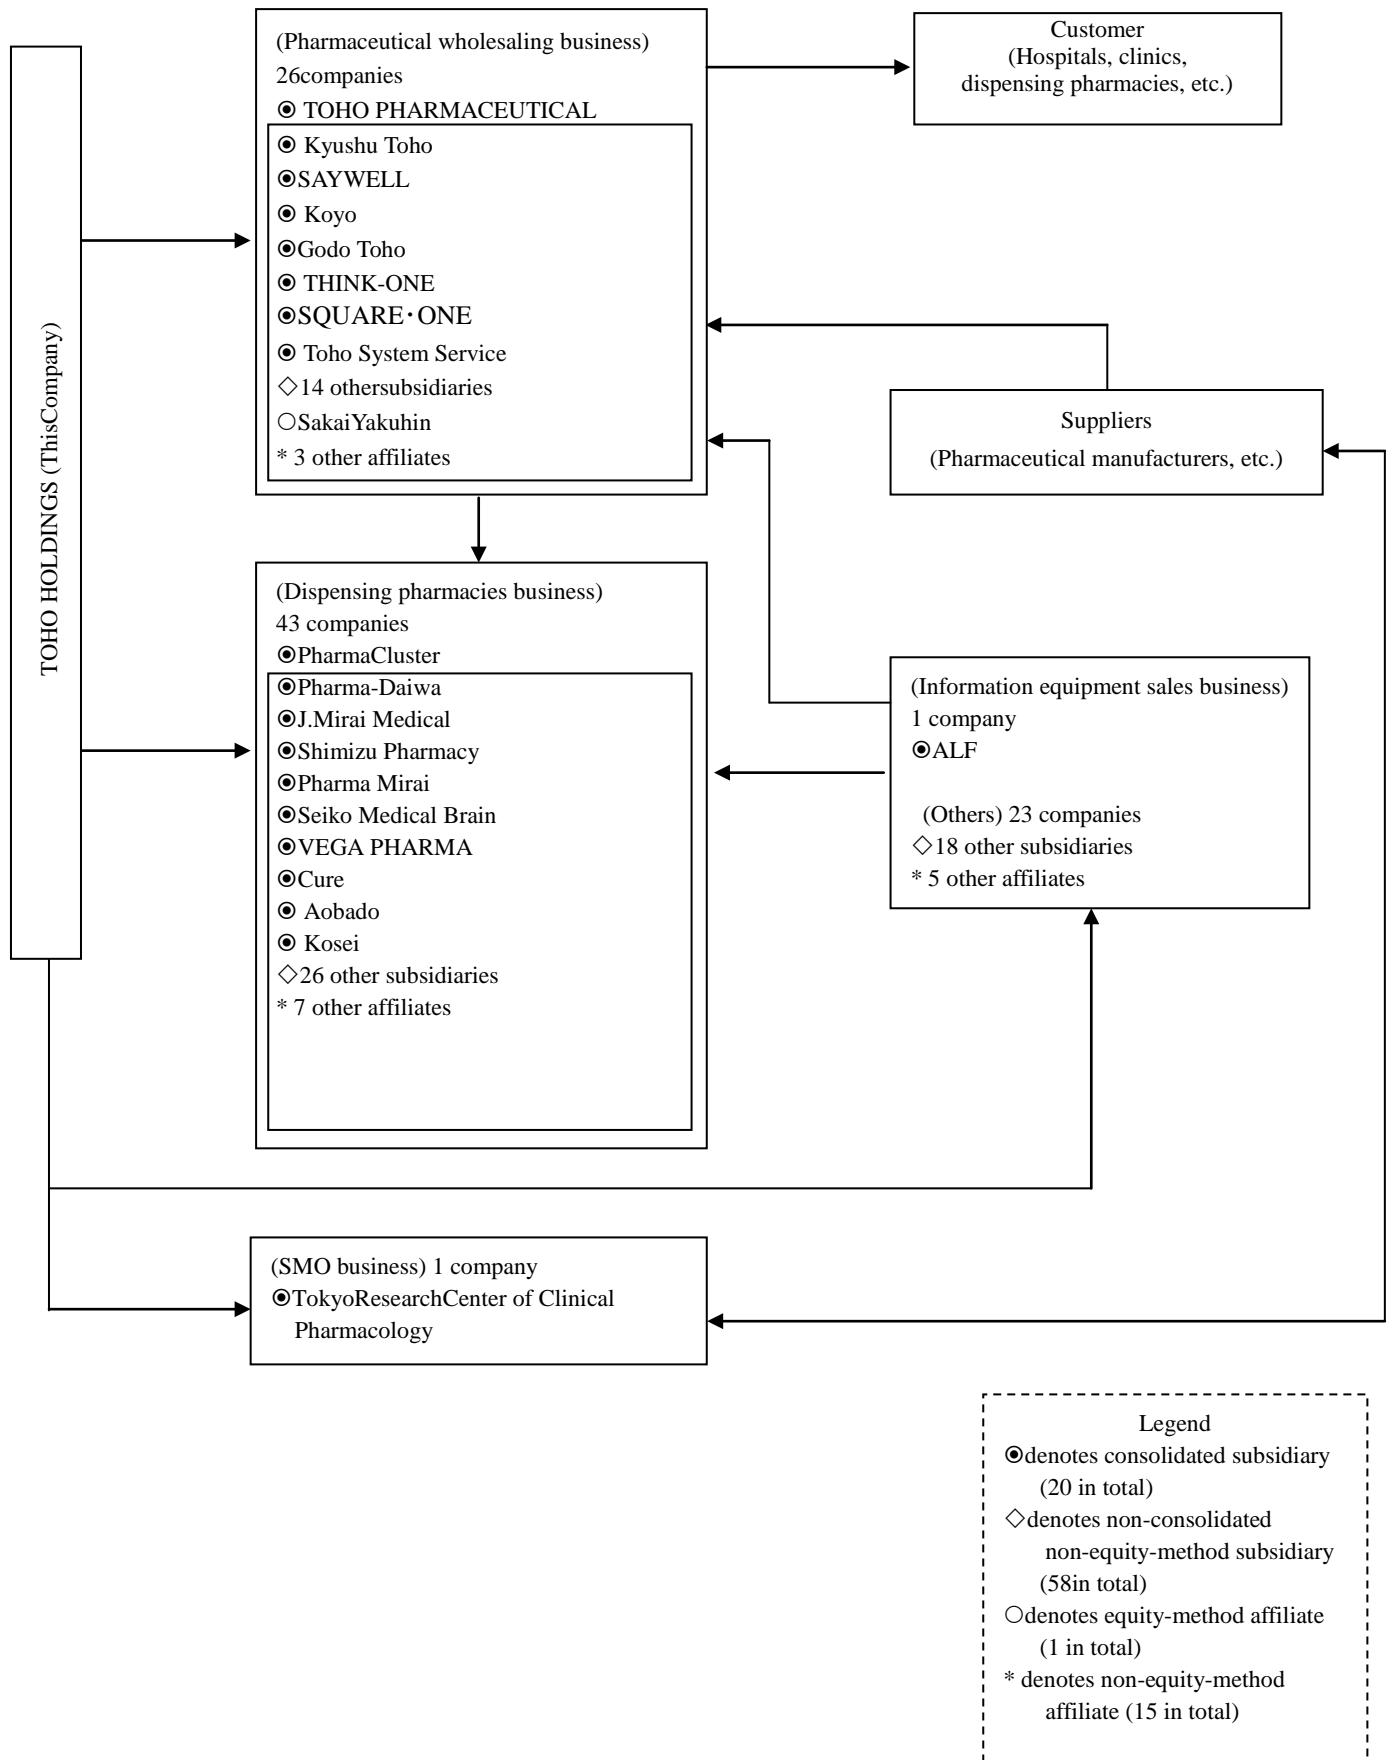 TOHO HOLDINGS (ThisCompany)
(Pharmaceutical wholesaling business)
26companies
◉ TOHO PHARMACEUTICAL
◉ Kyushu Toho
◉SAYWELL
◉ Koyo
◉Godo Toho
◉ THINK-ONE
◉SQUARE・ONE
◉ Toho System Service
◇14 othersubsidiaries
○SakaiYakuhin
* 3 other affiliates
Customer
(Hospitals, clinics,
dispensing pharmacies, etc.)
Suppliers
(Pharmaceutical manufacturers, etc.)
(Dispensing pharmacies business)
43 companies
◉PharmaCluster
◉Pharma-Daiwa
◉J.Mirai Medical
◉Shimizu Pharmacy
◉Pharma Mirai
◉Seiko Medical Brain
◉VEGA PHARMA
◉Cure
◉ Aobado
◉ Kosei
◇26 other subsidiaries
* 7 other affiliates
(Information equipment sales business)
1 company
◉ALF
(Others) 23 companies
◇18 other subsidiaries
* 5 other affiliates
(SMO business) 1 company
◉TokyoResearchCenter of Clinical
Pharmacology
Legend
◉denotes consolidated subsidiary
(20 in total)
◇denotes non-consolidated
non-equity-method subsidiary
(58in total)
○denotes equity-method affiliate
(1 in total)
* denotes non-equity-method
affiliate (15 in total)